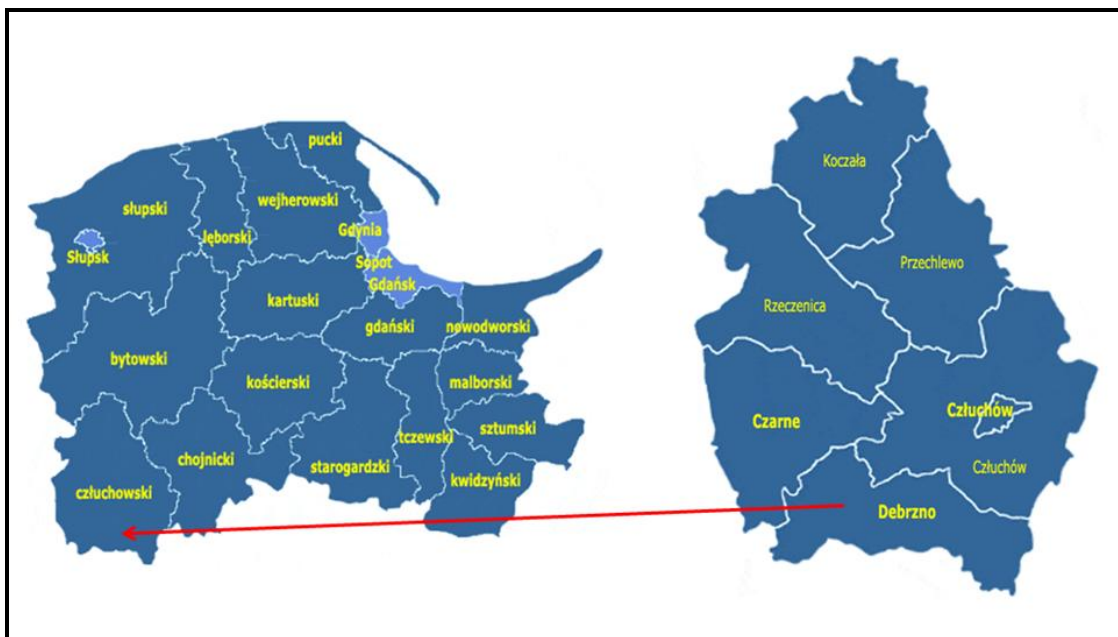 pucki
wejherowski
słupski
Gdynia
lęborski
Słupsk
Sopot
Gdańsk
kartuski
gdański
nowodworski
bytowski
kościerski
malborski
sztumski
tczewski
chojnicki
starogardzki
kwidzyński
człuchowski
Koczała
Przechlewo
Rzeczenica
Człuchów
Czarne
Człuchów
Debrzno